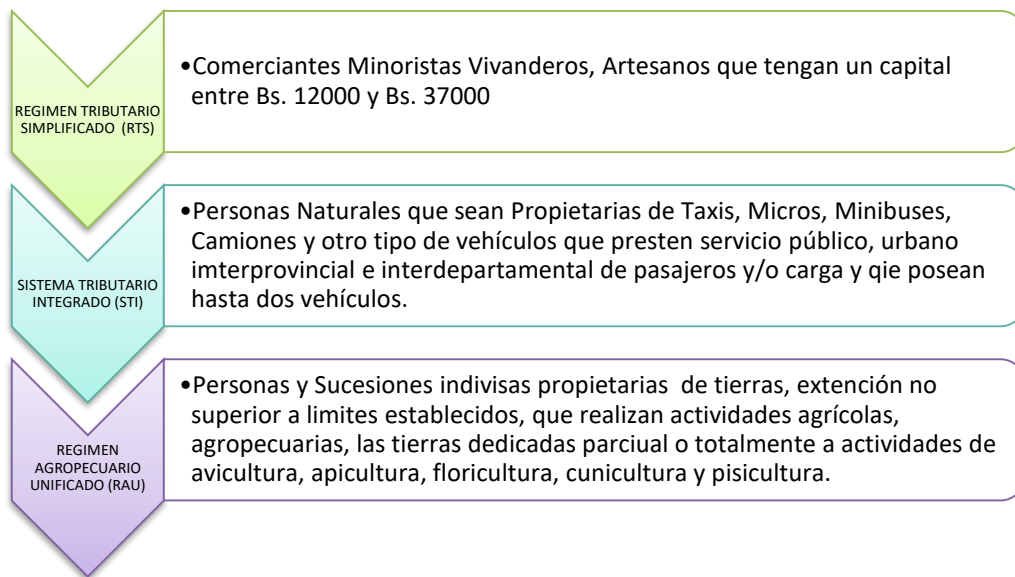 REGIMEN TRIBUTARIO
SIMPLIFICADO (RTS)
•Comerciantes Minoristas Vivanderos, Artesanos que tengan un capital
entre Bs. 12000 y Bs. 37000
SISTEMA TRIBUTARIO
INTEGRADO (STI)
•Personas Naturales que sean Propietarias de Taxis, Micros, Minibuses,
Camiones y otro tipo de vehículos que presten servicio público, urbano
imterprovincial e interdepartamental de pasajeros y/o carga y qie posean
hasta dos vehículos.
REGIMEN
AGROPECUARIO
UNIFICADO (RAU)
•Personas y Sucesiones indivisas propietarias de tierras, extención no
superior a limites establecidos, que realizan actividades agrícolas,
agropecuarias, las tierras dedicadas parciual o totalmente a actividades de
avicultura, apicultura, floricultura, cunicultura y pisicultura.